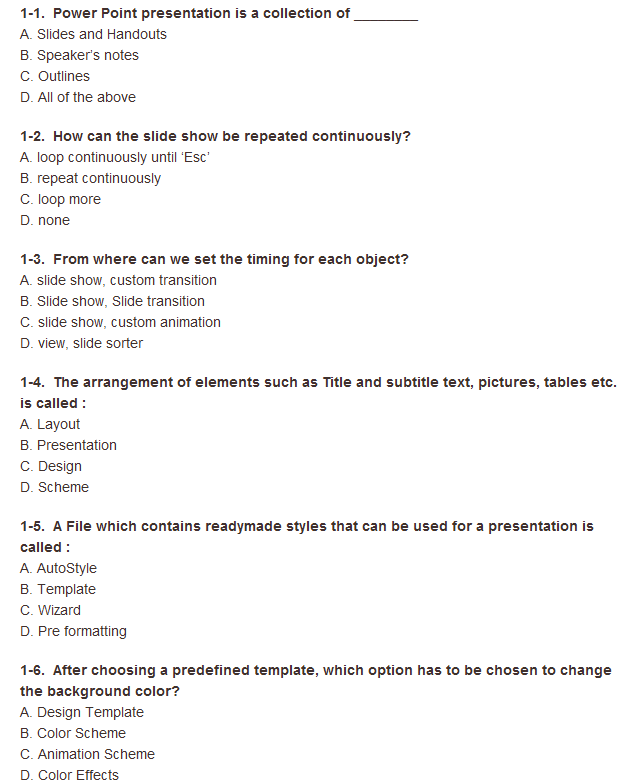 1-1. Power Point presentation is a collection of ________
A. Slides and Handouts
B. Speaker's notes
C. Outlines
D. All of the above
1-2. How can the slide show be repeated continuously?
A. loop continuously until 'Esc'
B. repeat continuously
C. loop more
D. none
1-3. From where can we set the timing for each object?
A. slide show, custom transition
B. Slide show, Slide transition
C. slide show, custom animation
D. view, slide sorter
1-4. The arrangement of elements such as Title and subtitle text, pictures, tables etc.
is called :
A. Layout
B. Presentation
C. Design
D. Scheme
1-5. A File which contains readymade styles that can be used for a presentation is
called :
A. AutoStyle
B. Template
C. Wizard
D. Pre formatting
1-6. After choosing a predefined template, which option has to be chosen to change
the background color?
A. Design Template
B. Color Scheme
C. Animation Scheme
D. Color Effects